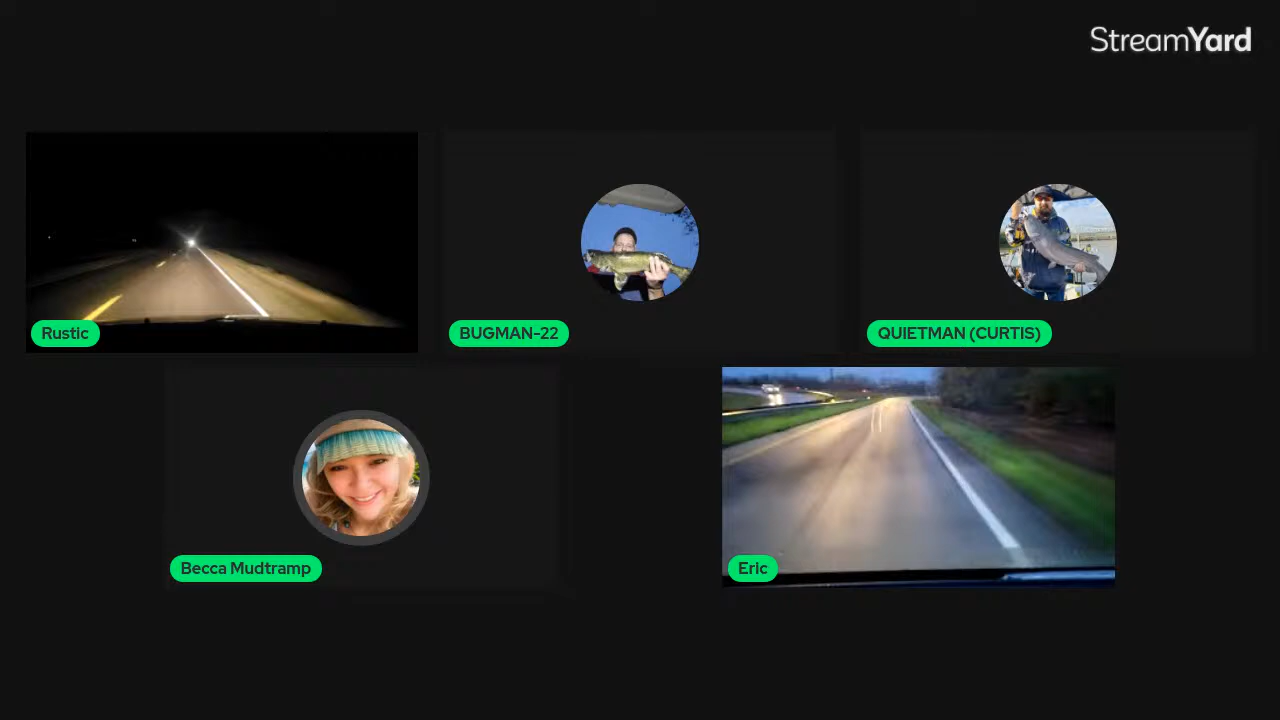 StreamYard
Rustic
BUGMAN-22
QUIETMAN (CURTIS)
Becca Mudtramp
Eric